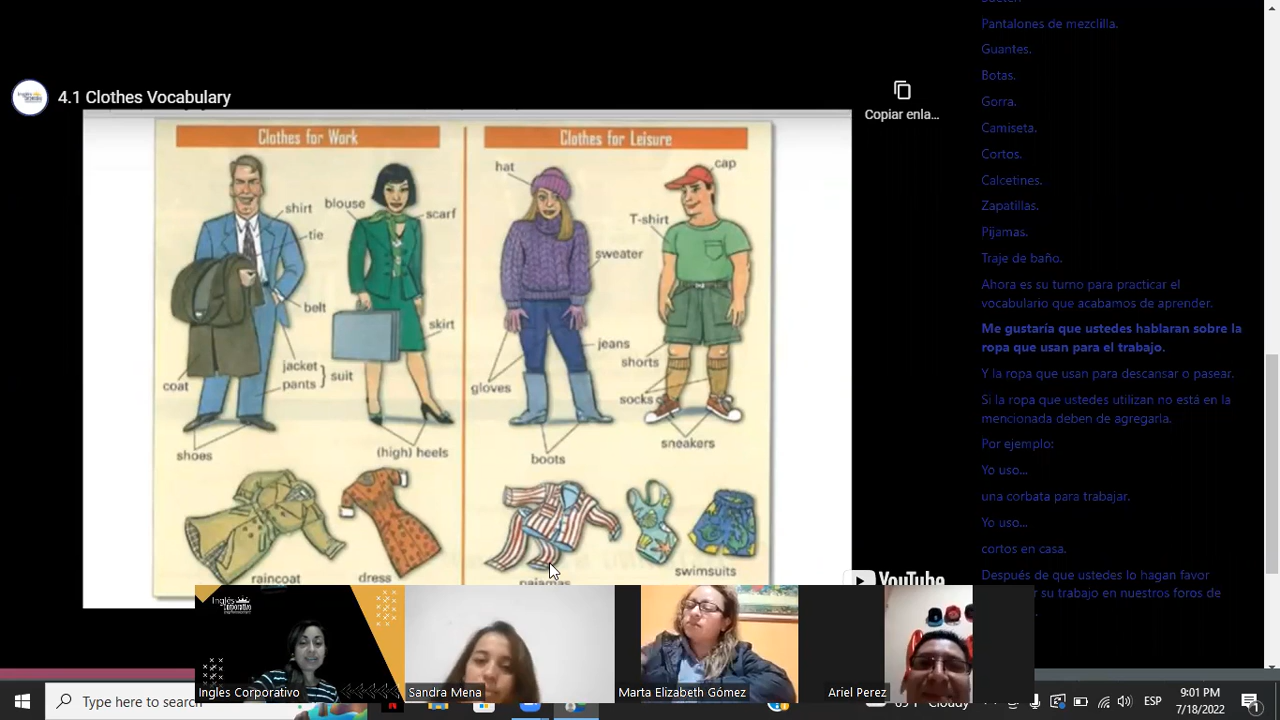 4.1 Clothes Vocabulary
Copiar enla...
Clothes for Work
Clothes for Leisure
hat
cap
shirt
blouse
scarf
T-shirt
tie
sweater
belt
skirt
jeans
shorts
jacket
pants
suit
coat
gloves
socks
shoes
(high) heels
boots
sneakers
raincoat
dress
pajamas
swimsuits
YouTube
Pantalones de mezclilla.
Guantes.
Botas.
Gorra.
Camiseta.
Cortos.
Calcetines.
Zapatillas.
Pijamas.
Traje de baño.
Ahora es su turno para practicar el
vocabulario que acabamos de aprender.
Me gustaría que ustedes hablaran sobre la
ropa que usan para el trabajo.
Y la ropa que usan para descansar o pasear.
Si la ropa que ustedes utilizan no está en la
mencionada deben de agregarla.
Por ejemplo:
Yo uso...
una corbata para trabajar.
Yo uso...
cortos en casa.
Después de que ustedes lo hagan favor
su trabajo en nuestros foros de
Inglés
Corporativo
Ingles Corporativo
Sandra Mena
Marta Elizabeth Gómez
Ariel Perez
Type here to search
Cloudy
ESP
9:01 PM
7/18/2022